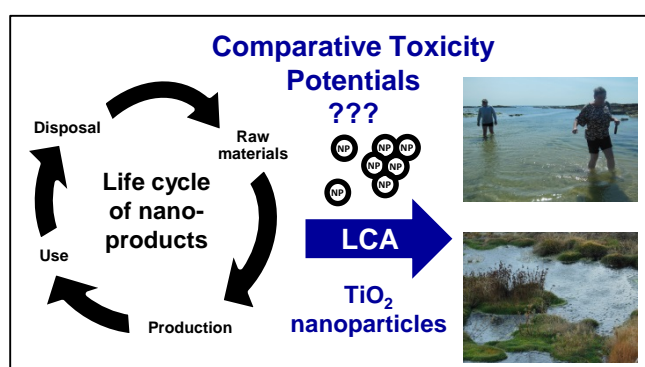 Comparative Toxicity
Potentials
???
Disposal
Raw
materials
Life cycle
of nano-
products
Use
Production
NP
NP
NP
NP
NP
NP
NP
LCA
TiO₂
nanoparticles